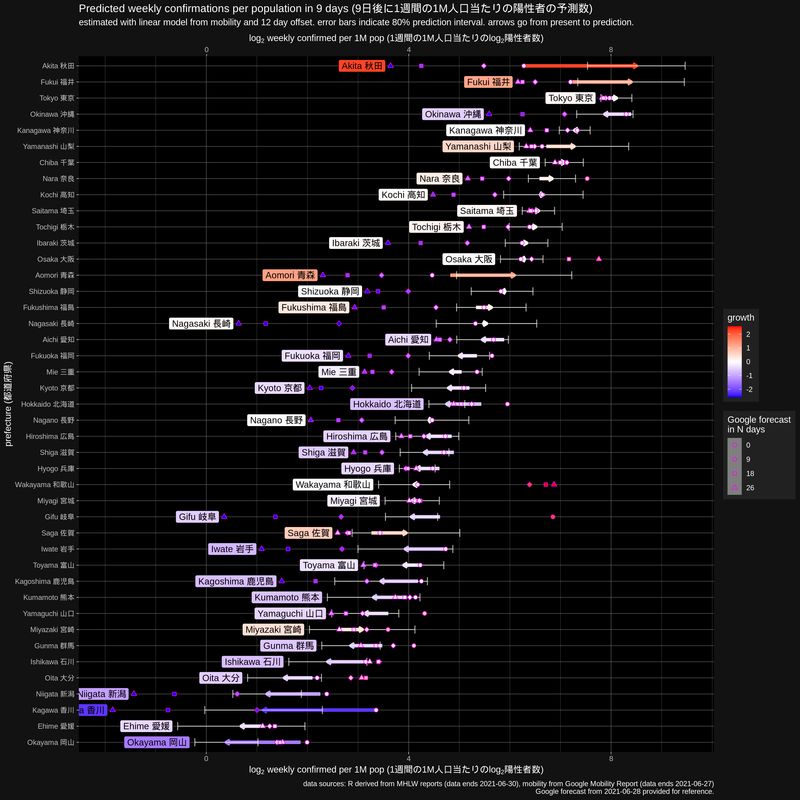 Predicted weekly confirmations per population in 9 days (9日後に1週間の1M人口当たりの陽性者の予測数)
estimated with linear model from mobility and 12 day offset. error bars indicate 80% prediction interval. arrows go from present to prediction.
log2 weekly confirmed per 1M pop (1週間の1M人口当たりのlog2陽性者数)
0 4 8
Akita 秋田 Akita 秋田
Fukui 福井 Fukui 福井
Tokyo 東京 Tokyo 東京
Okinawa 沖縄 Okinawa 沖縄
Kanagawa 神奈川 Kanagawa 神奈川
Yamanashi 山梨 Yamanashi 山梨
Chiba 千葉 Chiba 千葉
Nara 奈良 Nara 奈良
Kochi 高知 Kochi 高知
Saitama 埼玉 Saitama 埼玉
Tochigi 栃木 Tochigi 栃木
Ibaraki 茨城 Ibaraki 茨城
Osaka 大阪 Osaka 大阪
Aomori 青森 Aomori 青森
Shizuoka 静岡 Shizuoka 静岡
Fukushima 福島 Fukushima 福島
Nagasaki 長崎 Nagasaki 長崎
Aichi 愛知 Aichi 愛知
Fukuoka 福岡 Fukuoka 福岡
Mie 三重 Mie 三重
Kyoto 京都 Kyoto 京都
Hokkaido 北海道 Hokkaido 北海道
Nagano 長野 Nagano 長野
Hiroshima 広島 Hiroshima 広島
Shiga 滋賀 Shiga 滋賀
Hyogo 兵庫 Hyogo 兵庫
Wakayama 和歌山 Wakayama 和歌山
Miyagi 宮城 Miyagi 宮城
Gifu 岐阜 Gifu 岐阜
Saga 佐賀 Saga 佐賀
Iwate 岩手 Iwate 岩手
Toyama 富山 Toyama 富山
Kagoshima 鹿児島 Kagoshima 鹿児島
Kumamoto 熊本 Kumamoto 熊本
Yamaguchi 山口 Yamaguchi 山口
Miyazaki 宮崎 Miyazaki 宮崎
Gunma 群馬 Gunma 群馬
Ishikawa 石川 Ishikawa 石川
Oita 大分 Oita 大分
Niigata 新潟 Niigata 新潟
Kagawa 香川 a 香川
Ehime 愛媛 Ehime 愛媛
Okayama 岡山 Okayama 岡山
0 4 8
log2 weekly confirmed per 1M pop (1週間の1M人口当たりのlog2陽性者数)
prefecture (都道府県)
growth
2
1
0
-1
-2
Google forecast
in N days
0
9
18
26
data sources: R derived from MHLW reports (data ends 2021-06-30), mobility from Google Mobility Report (data ends 2021-06-27)
Google forecast from 2021-06-28 provided for reference.